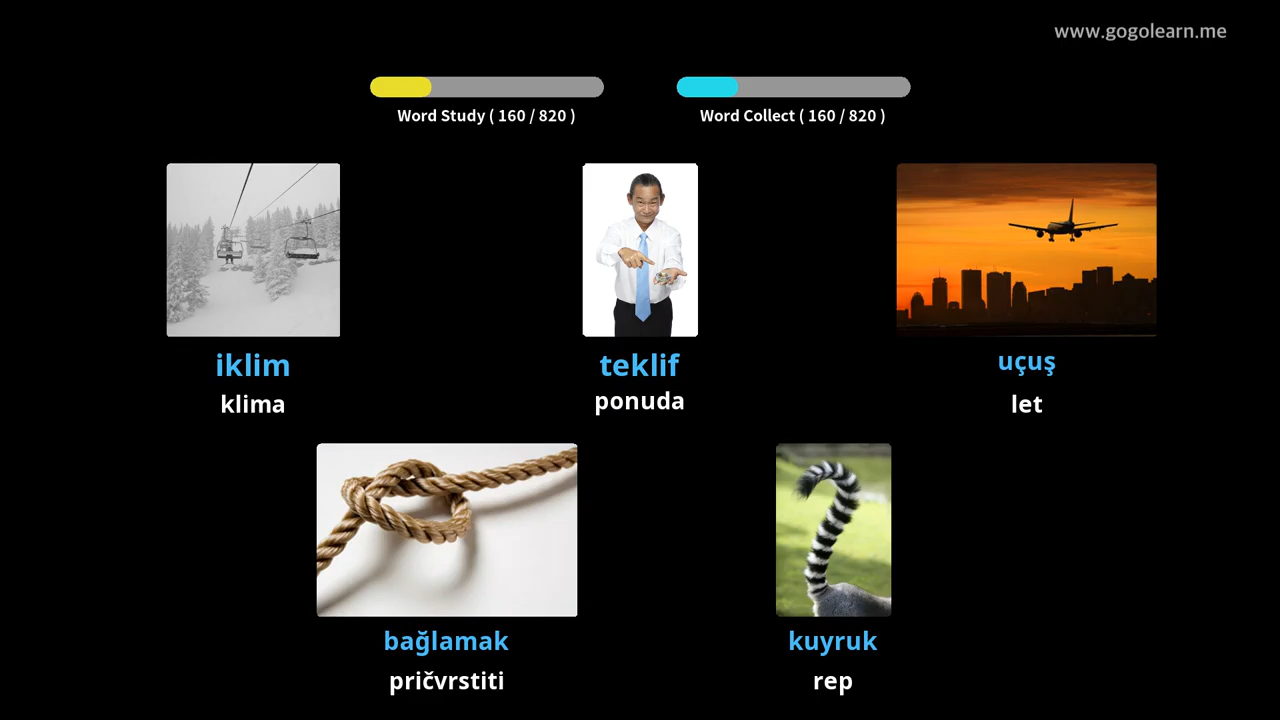 www.gogolearn.me
Word Study ( 160 / 820 )
Word Collect ( 160 / 820 )
iklim
klima
teklif
ponuda
uçuş
let
bağlamak
pričvrstiti
kuyruk
rep